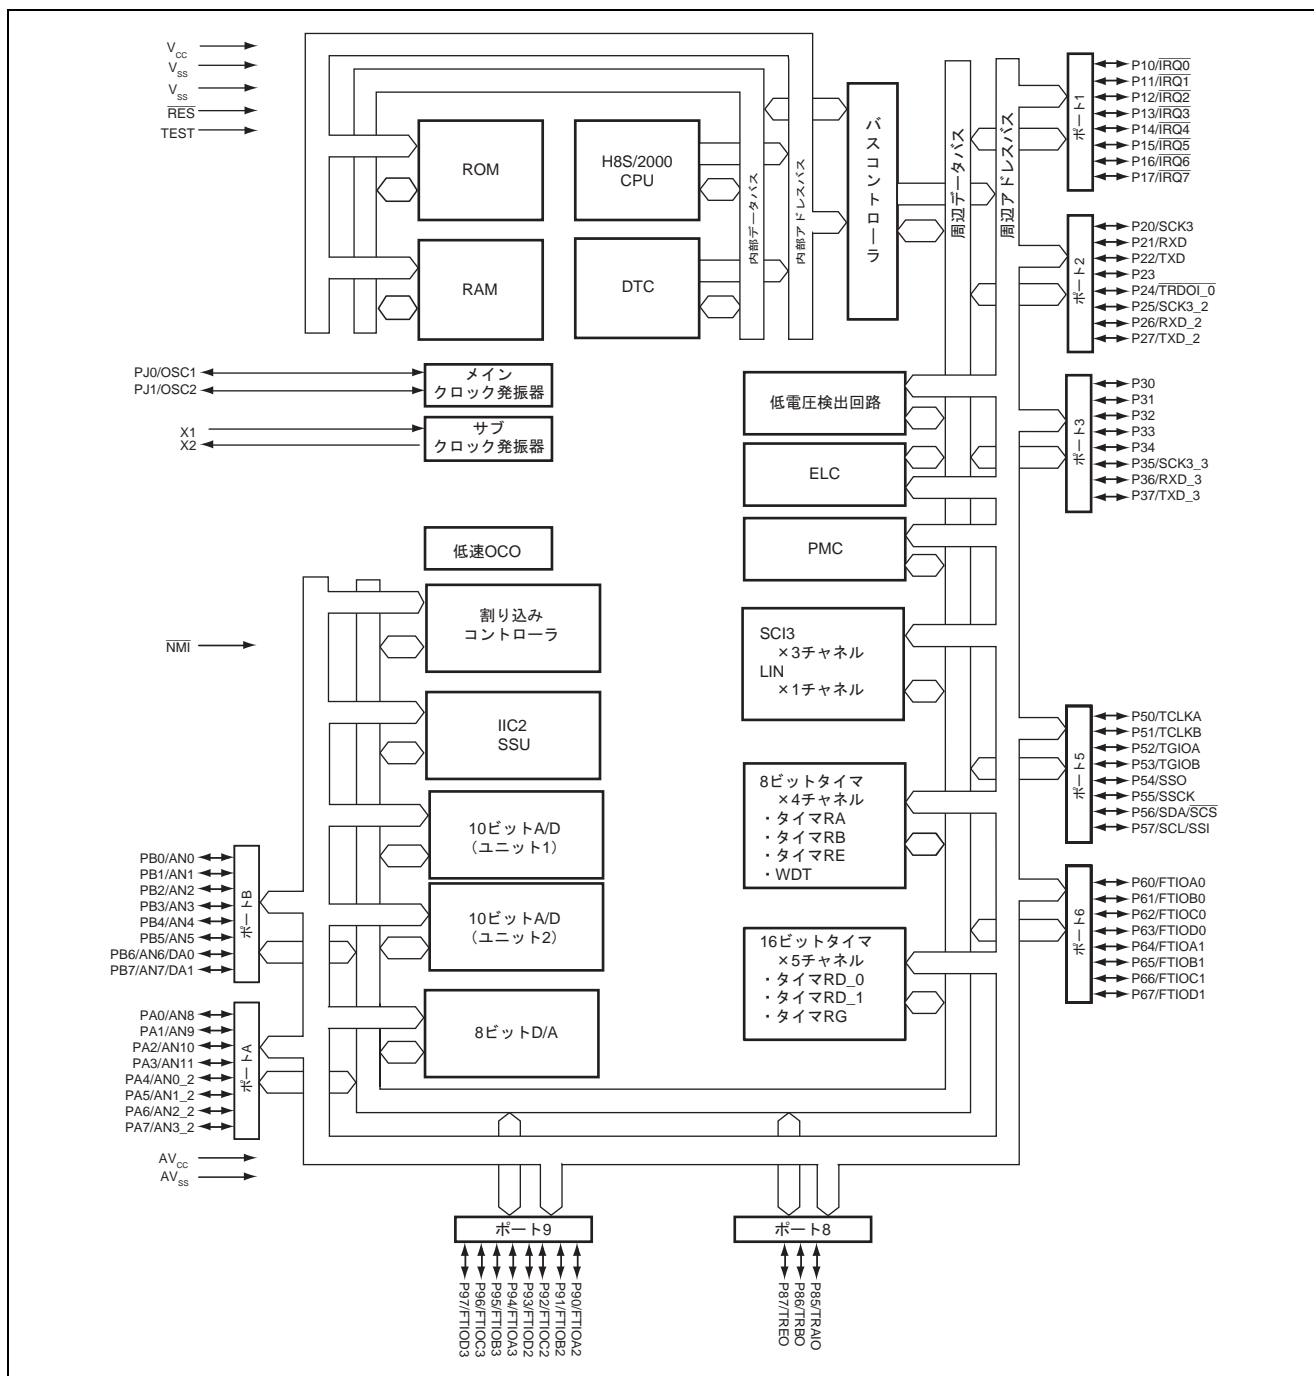 VCC
VSS
VSS
RES
TEST
ROM
RAM
H8S/2000
CPU
DTC
内部データバス
内部アドレスバス
バスコントローラ
周辺データバス
周辺アドレスバス
ポート1
P10/IRQ0
P11/IRQ1
P12/IRQ2
P13/IRQ3
P14/IRQ4
P15/IRQ5
P16/IRQ6
P17/IRQ7
ポート2
P20/SCK3
P21/RXD
P22/TXD
P23
P24/TRDOI_0
P25/SCK3_2
P26/RXD_2
P27/TXD_2
PJ0/OSC1
PJ1/OSC2
メイン
クロック発振器
X1
X2
サブ
クロック発振器
低電圧検出回路
ELC
PMC
ポート3
P30
P31
P32
P33
P34
P35/SCK3_3
P36/RXD_3
P37/TXD_3
低速OCO
NMI
割り込み
コントローラ
SCI3
×3チャネル
LIN
×1チャネル
IIC2
SSU
8ビットタイマ
×4チャネル
・タイマRA
・タイマRB
・タイマRE
・WDT
ポート5
P50/TCLKA
P51/TCLKB
P52/TGIOA
P53/TGIOB
P54/SSO
P55/SSCK
P56/SDA/SCS
P57/SCL/SSI
10ビットA/D
(ユニット1)
10ビットA/D
(ユニット2)
16ビットタイマ
×5チャネル
・タイマRD_0
・タイマRD_1
・タイマRG
ポート6
P60/FTIOA0
P61/FTIOB0
P62/FTIOC0
P63/FTIOD0
P64/FTIOA1
P65/FTIOB1
P66/FTIOC1
P67/FTIOD1
PB0/AN0
PB1/AN1
PB2/AN2
PB3/AN3
PB4/AN4
PB5/AN5
PB6/AN6/DA0
PB7/AN7/DA1
ポートB
8ビットD/A
PA0/AN8
PA1/AN9
PA2/AN10
PA3/AN11
PA4/AN0_2
PA5/AN1_2
PA6/AN2_2
PA7/AN3_2
ポートA
AVCC
AVSS
ポート9
P97/FTIOD3
P96/FTIOC3
P95/FTIOB3
P94/FTIOA3
P93/FTIOD2
P92/FTIOC2
P91/FTIOB2
P90/FTIOA2
ポート8
P87/TREO
P86/TRBO
P85/TRAIO